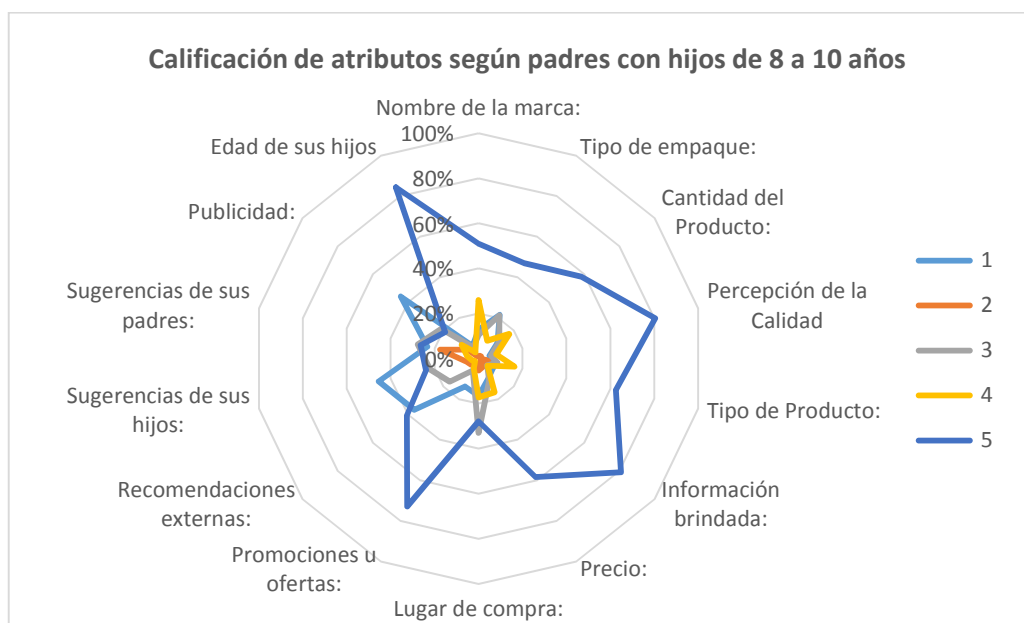 Calificación de atributos según padres con hijos de 8 a 10 años
Nombre de la marca:
Tipo de empaque:
Cantidad del
Producto:
Percepción de la
Calidad
Tipo de Producto:
Información
brindada:
Precio:
Lugar de compra:
Promociones u
ofertas:
Recomendaciones
externas:
Sugerencias de sus
hijos:
Sugerencias de sus
padres:
Publicidad:
Edad de sus hijos
100%
80%
60%
40%
20%
0%
1
2
3
4
5